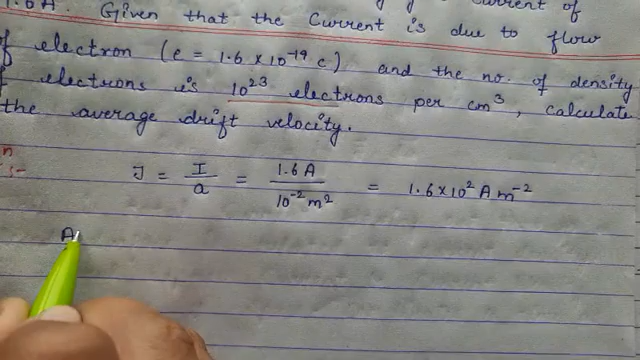 1.6A. Given that the Current is due to flow
of electron (e = 1.6 × 10⁻¹⁹ c) and the no. of density
f electrons is 10²³ electrons per cm³, calculate
the average drift velocity.
n
s:-
J = I/a = 1.6 A / 10⁻² m² = 1.6 × 10² A m⁻²
A